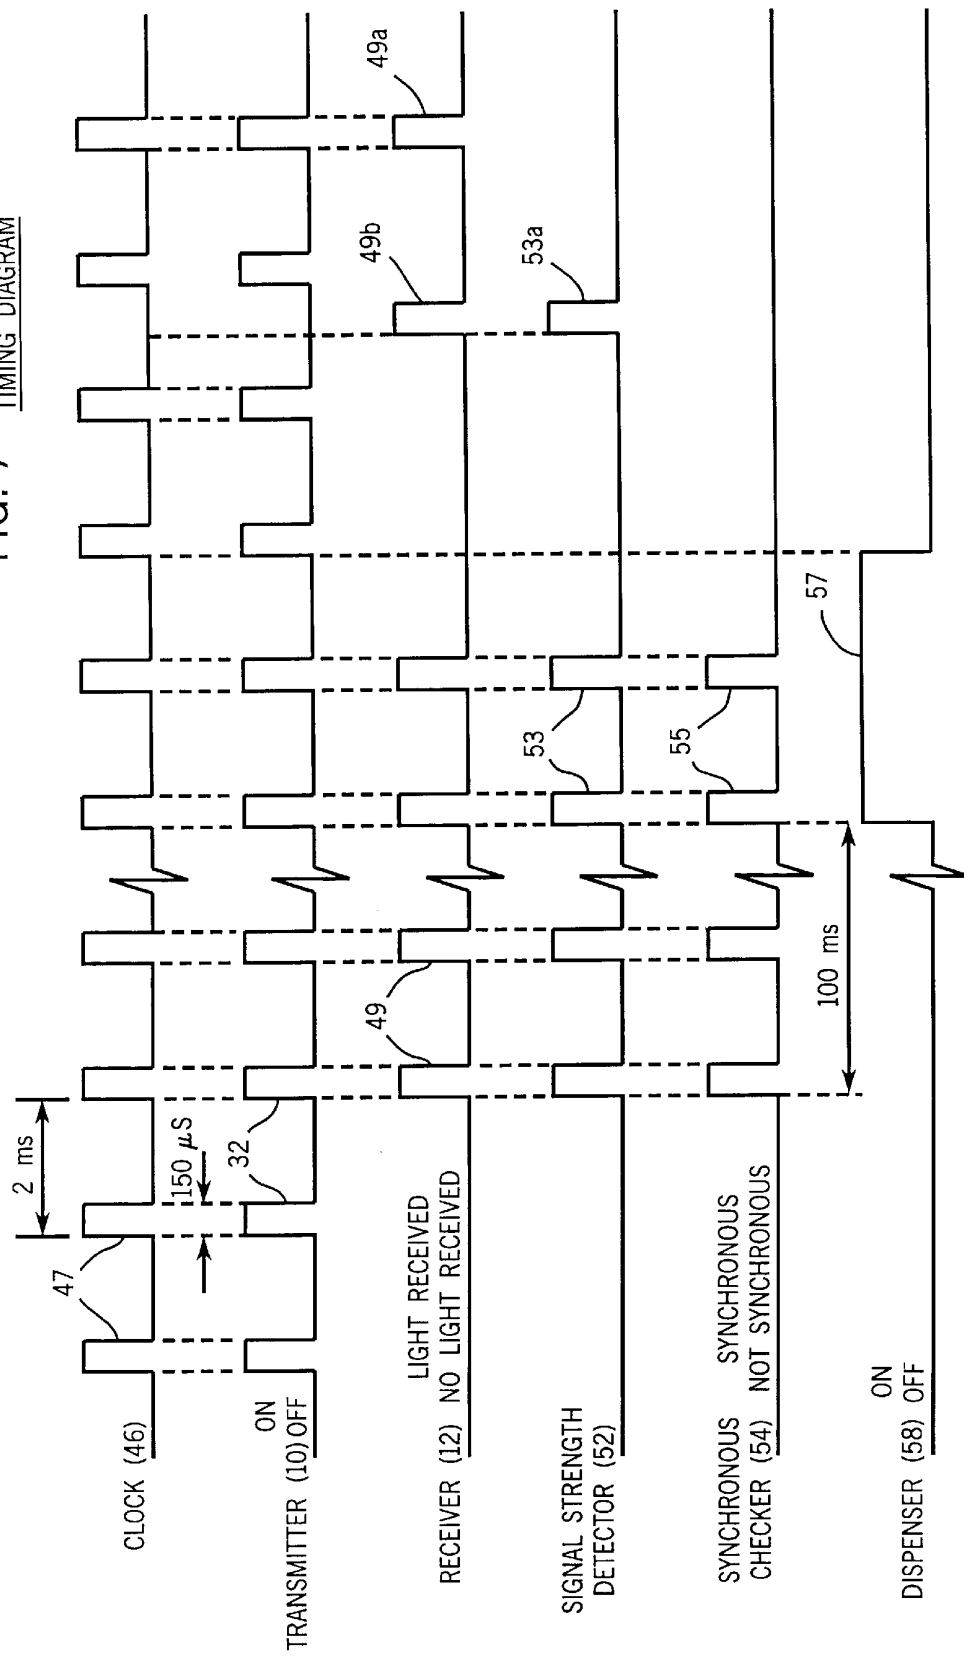 TIMING DIAGRAM
CLOCK (46)
47
2 ms
150 μS
ON
TRANSMITTER (10) OFF
32
LIGHT RECEIVED
RECEIVER (12) NO LIGHT RECEIVED
49
49b
49a
SIGNAL STRENGTH
DETECTOR (52)
53
53a
SYNCHRONOUS SYNCHRONOUS
CHECKER (54) NOT SYNCHRONOUS
55
100 ms
ON
DISPENSER (58) OFF
57